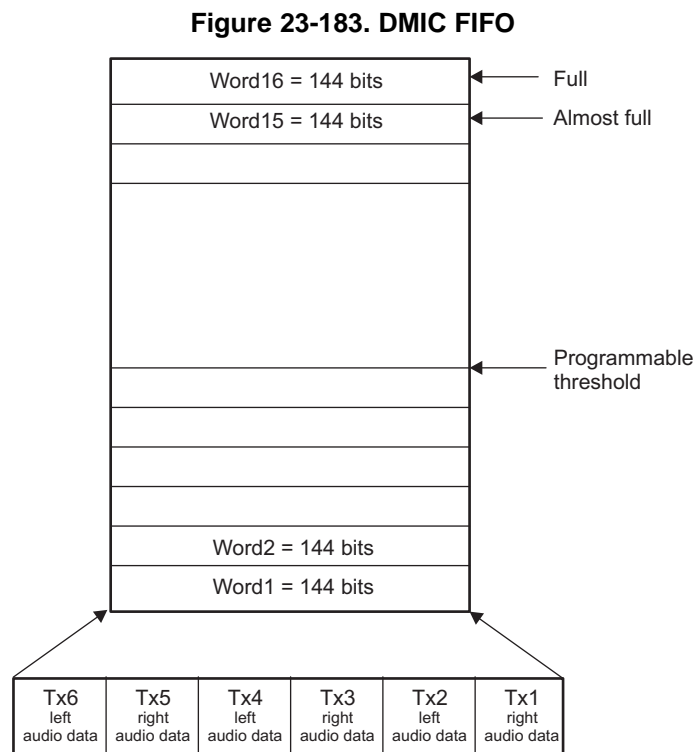 Figure 23-183. DMIC FIFO
Word16 = 144 bits
Full
Word15 = 144 bits
Almost full
Programmable
threshold
Word2 = 144 bits
Word1 = 144 bits
Tx6
left
audio data
Tx5
right
audio data
Tx4
left
audio data
Tx3
right
audio data
Tx2
left
audio data
Tx1
right
audio data